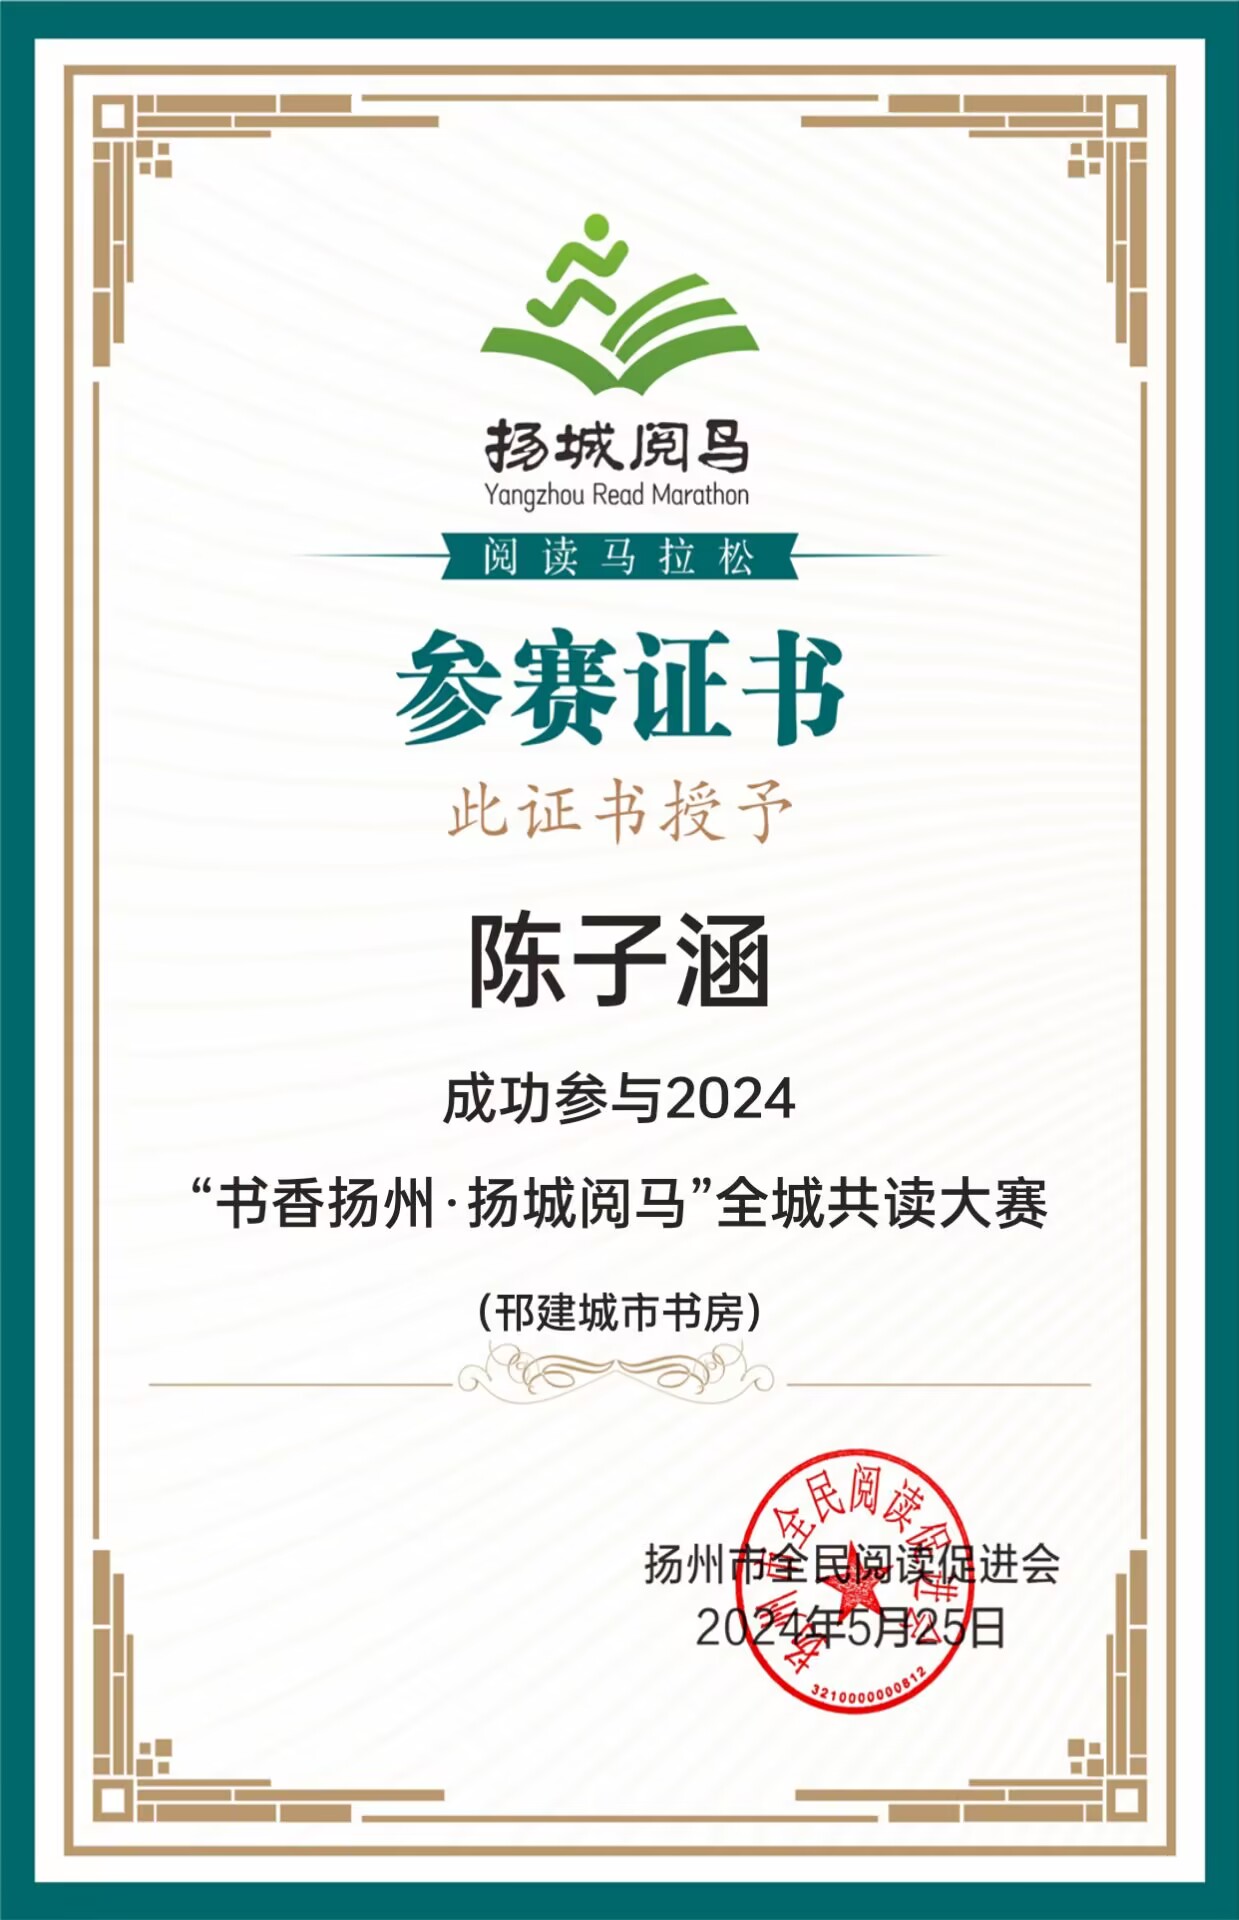 扬城阅马
Yangzhou Read Marathon
阅读马拉松
参赛证书
此证书授予
陈子涵
成功参与2024
“书香扬州·扬城阅马”全城共读大赛
（邗建城市书房）
扬州市全民阅读促进会
2024年5月25日
扬州市全民阅读促进会
3210000000812